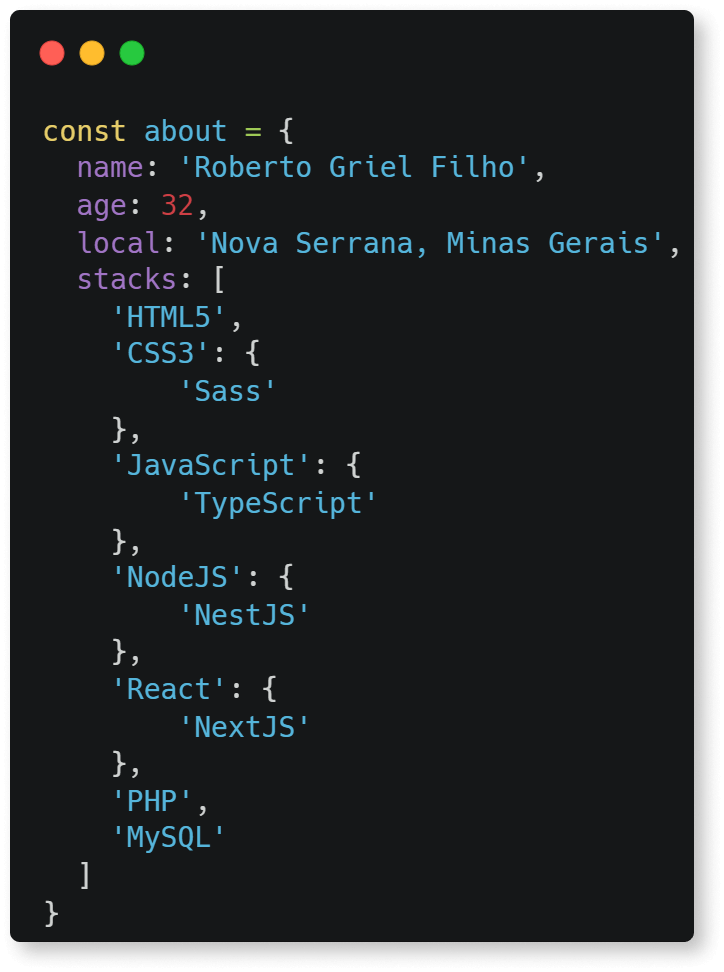 const about = {
  name: 'Roberto Griel Filho',
  age: 32,
  local: 'Nova Serrana, Minas Gerais',
  stacks: [
    'HTML5',
    'CSS3': {
        'Sass'
    },
    'JavaScript': {
        'TypeScript'
    },
    'NodeJS': {
        'NestJS'
    },
    'React': {
        'NextJS'
    },
    'PHP',
    'MySQL'
  ]
}